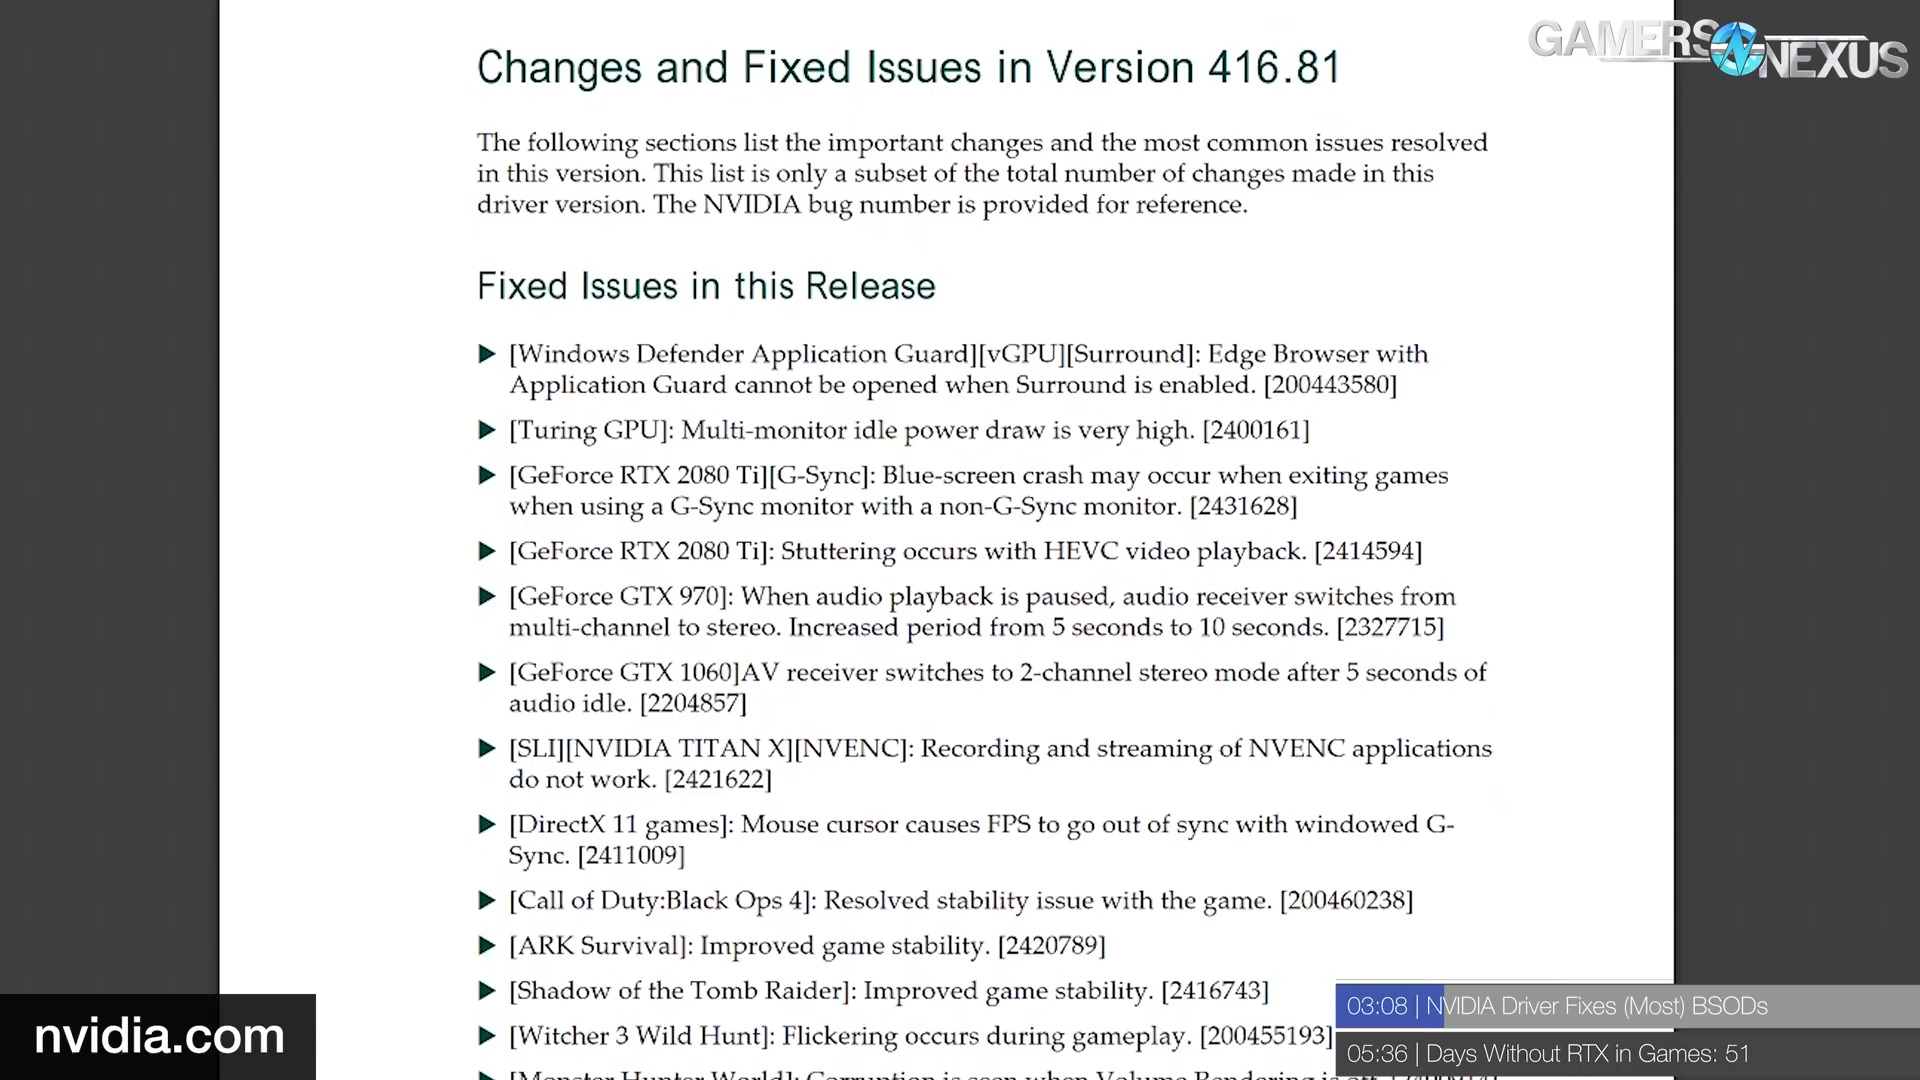 GAMERS NEXUS
Changes and Fixed Issues in Version 416.81
The following sections list the important changes and the most common issues resolved
in this version. This list is only a subset of the total number of changes made in this
driver version. The NVIDIA bug number is provided for reference.
Fixed Issues in this Release
[Windows Defender Application Guard][vGPU][Surround]: Edge Browser with
Application Guard cannot be opened when Surround is enabled. [200443580]
[Turing GPU]: Multi-monitor idle power draw is very high. [2400161]
[GeForce RTX 2080 Ti][G-Sync]: Blue-screen crash may occur when exiting games
when using a G-Sync monitor with a non-G-Sync monitor. [2431628]
[GeForce RTX 2080 Ti]: Stuttering occurs with HEVC video playback. [2414594]
[GeForce GTX 970]: When audio playback is paused, audio receiver switches from
multi-channel to stereo. Increased period from 5 seconds to 10 seconds. [2327715]
[GeForce GTX 1060]AV receiver switches to 2-channel stereo mode after 5 seconds of
audio idle. [2204857]
[SLI][NVIDIA TITAN X][NVENC]: Recording and streaming of NVENC applications
do not work. [2421622]
[DirectX 11 games]: Mouse cursor causes FPS to go out of sync with windowed G-
Sync. [2411009]
[Call of Duty:Black Ops 4]: Resolved stability issue with the game. [200460238]
[ARK Survival]: Improved game stability. [2420789]
[Shadow of the Tomb Raider]: Improved game stability. [2416743]
[Witcher 3 Wild Hunt]: Flickering occurs during gameplay. [200455193]
[Monster Hunter World]: Corruption is seen when Volume Rendering is off.
nvidia.com
03:08 | NVIDIA Driver Fixes (Most) BSODs
05:36 | Days Without RTX in Games: 51